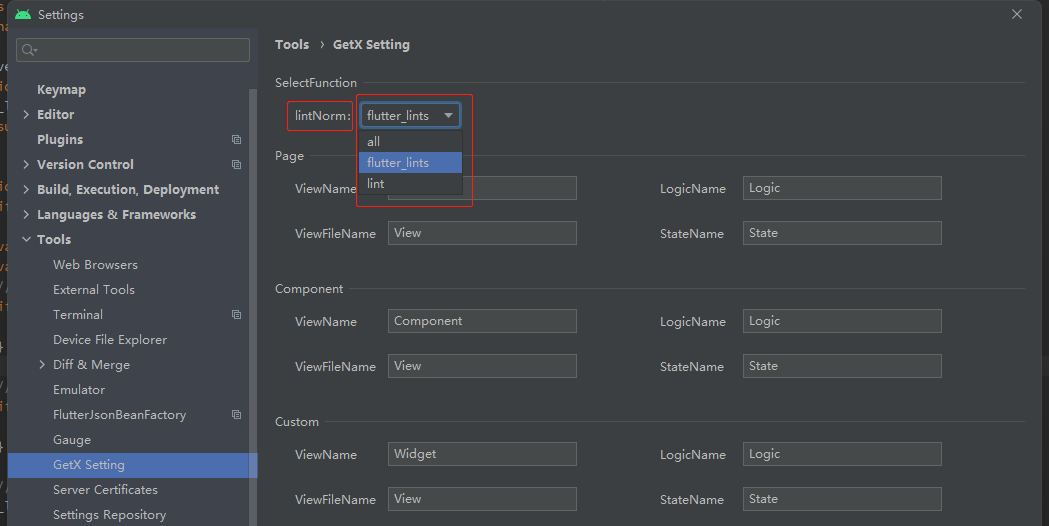 Settings
Keymap
Editor
Plugins
Version Control
Build, Execution, Deployment
Languages & Frameworks
Tools
Web Browsers
External Tools
Terminal
Device File Explorer
Diff & Merge
Emulator
FlutterJsonBeanFactory
Gauge
GetX Setting
Server Certificates
Settings Repository
Tools › GetX Setting
SelectFunction
lintNorm: flutter_lints
all
flutter_lints
lint
Page
ViewName LogicName Logic
ViewFileName View StateName State
Component
ViewName Component LogicName Logic
ViewFileName View StateName State
Custom
ViewName Widget LogicName Logic
ViewFileName View StateName State